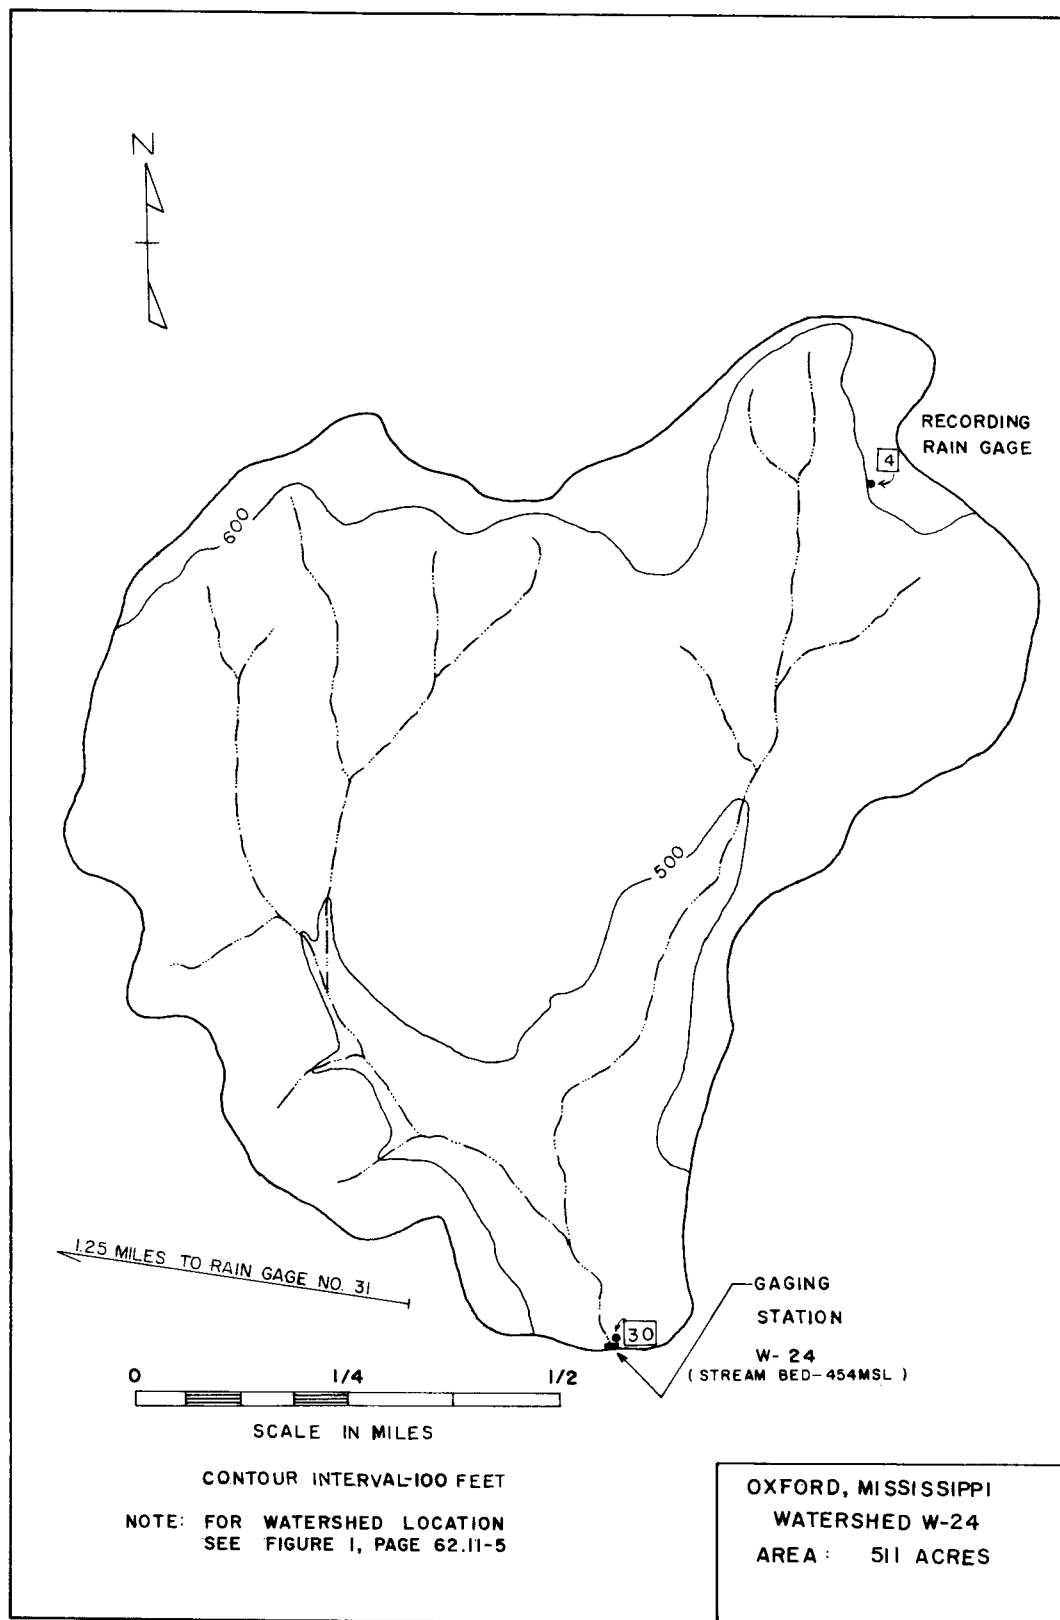 N
RECORDING
RAIN GAGE
4
600
500
1.25 MILES TO RAIN GAGE NO. 31
30
GAGING
STATION
W-24
(STREAM BED-454MSL)
0 1/4 1/2
SCALE IN MILES
CONTOUR INTERVAL-100 FEET
NOTE: FOR WATERSHED LOCATION
SEE FIGURE 1, PAGE 62.11-5
OXFORD, MISSISSIPPI
WATERSHED W-24
AREA: 511 ACRES